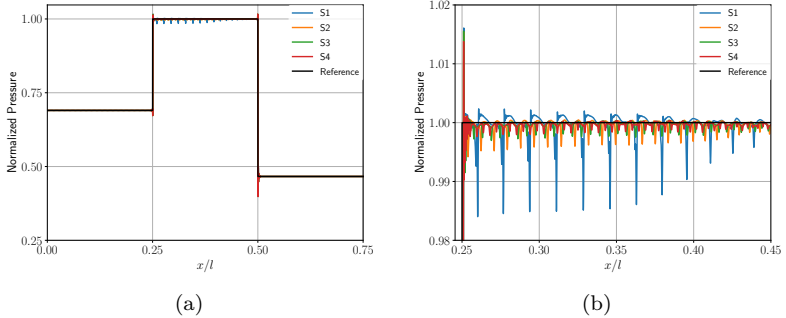 1.00
0.75
0.50
0.25
Normalized Pressure
0.00
0.25
0.50
0.75
x/l
S1
S2
S3
S4
Reference
(a)
1.02
1.01
1.00
0.99
0.98
Normalized Pressure
0.25
0.30
0.35
0.40
0.45
x/l
S1
S2
S3
S4
Reference
(b)